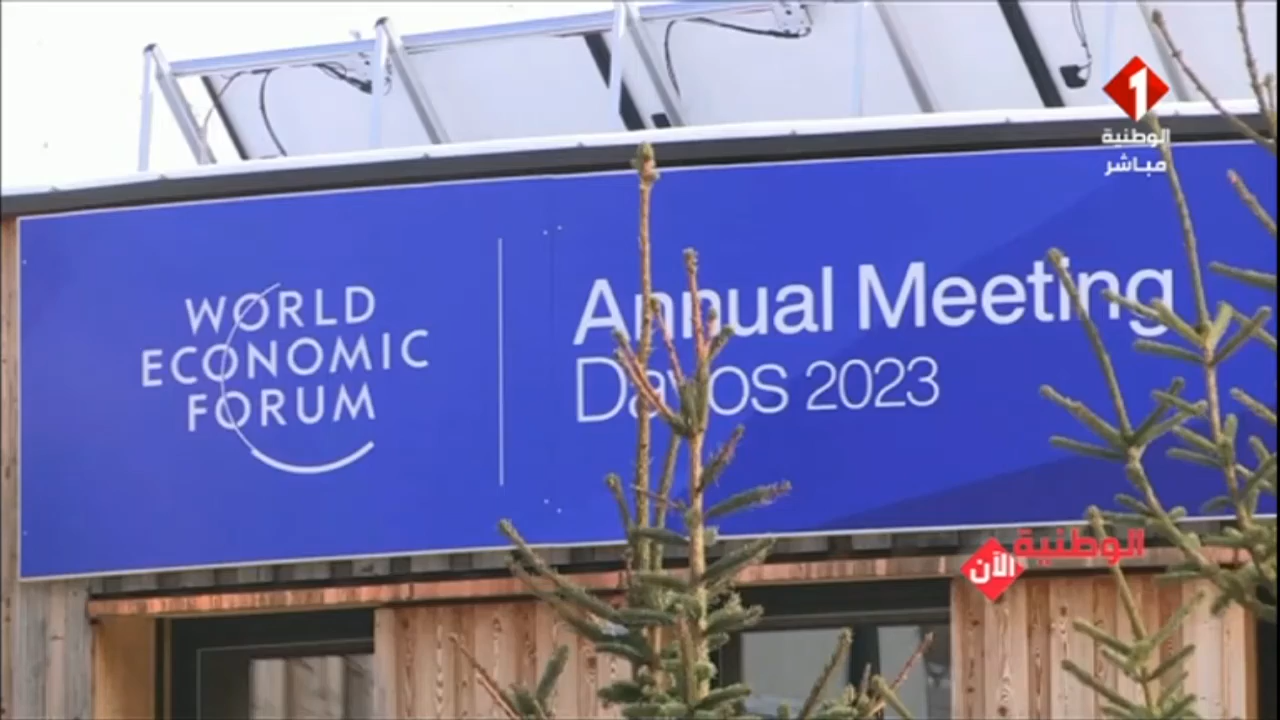 1
الوطنية
مباشر
WORLD
ECONOMIC
FORUM
Annual Meeting
Davos 2023
الوطنية
الآن